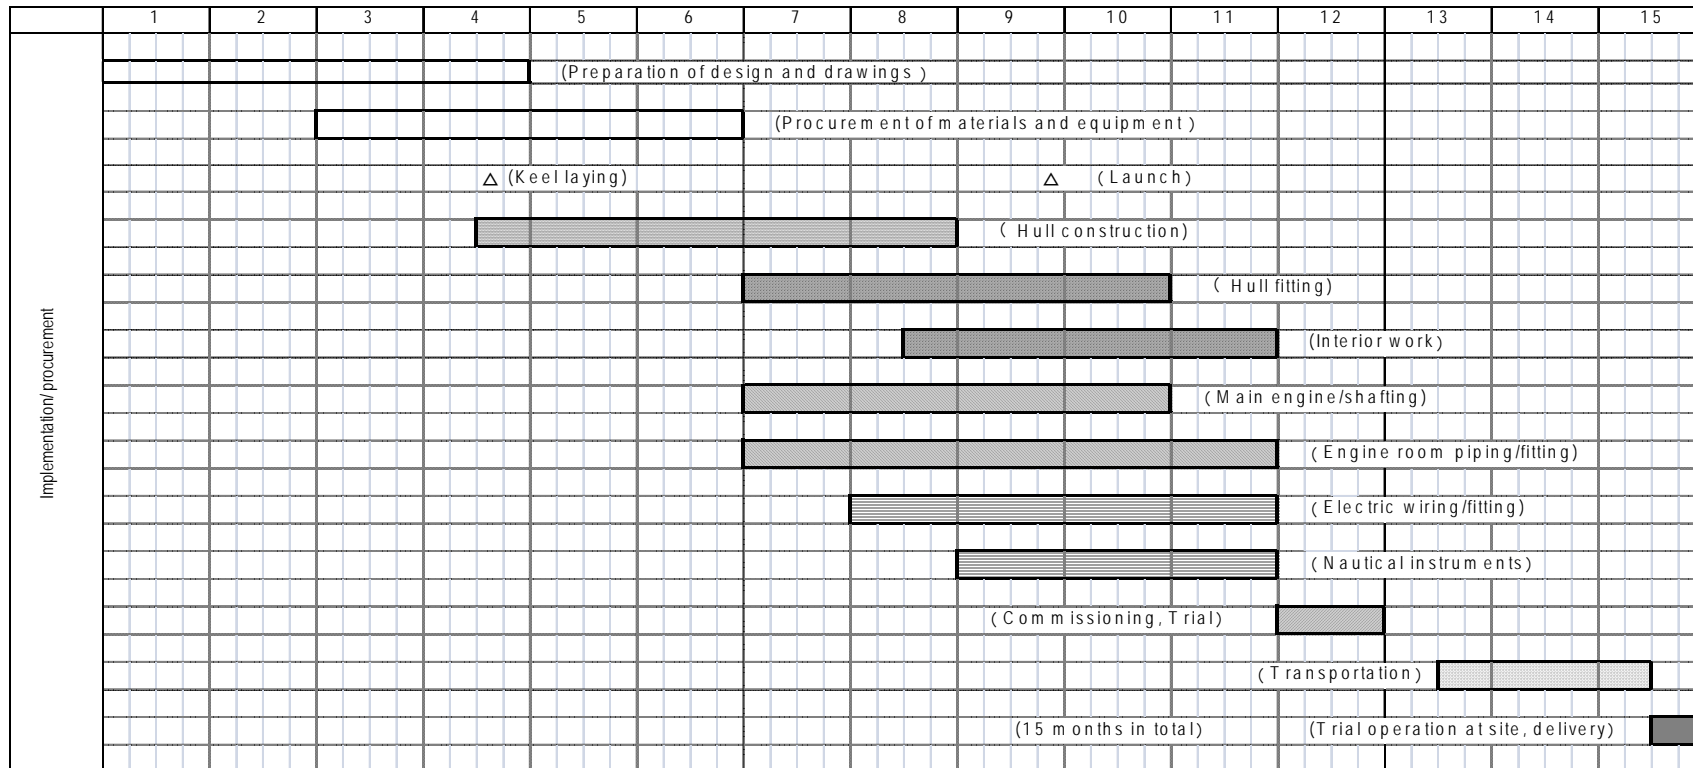 1 2 3 4 5 6 7 8 9 10 11 12 13 14 15
Implementation/procurement
(Preparation of design and drawings )
(Procurement of materials and equipment )
△ (Keel laying) △ (Launch)
( Hull construction)
( Hull fitting)
(Interior work)
(Main engine/shafting)
(Engine room piping/fitting)
(Electric wiring/fitting)
(Nautical instruments)
(Commissioning, Trial)
(Transportation)
(15 months in total) (Trial operation at site, delivery)